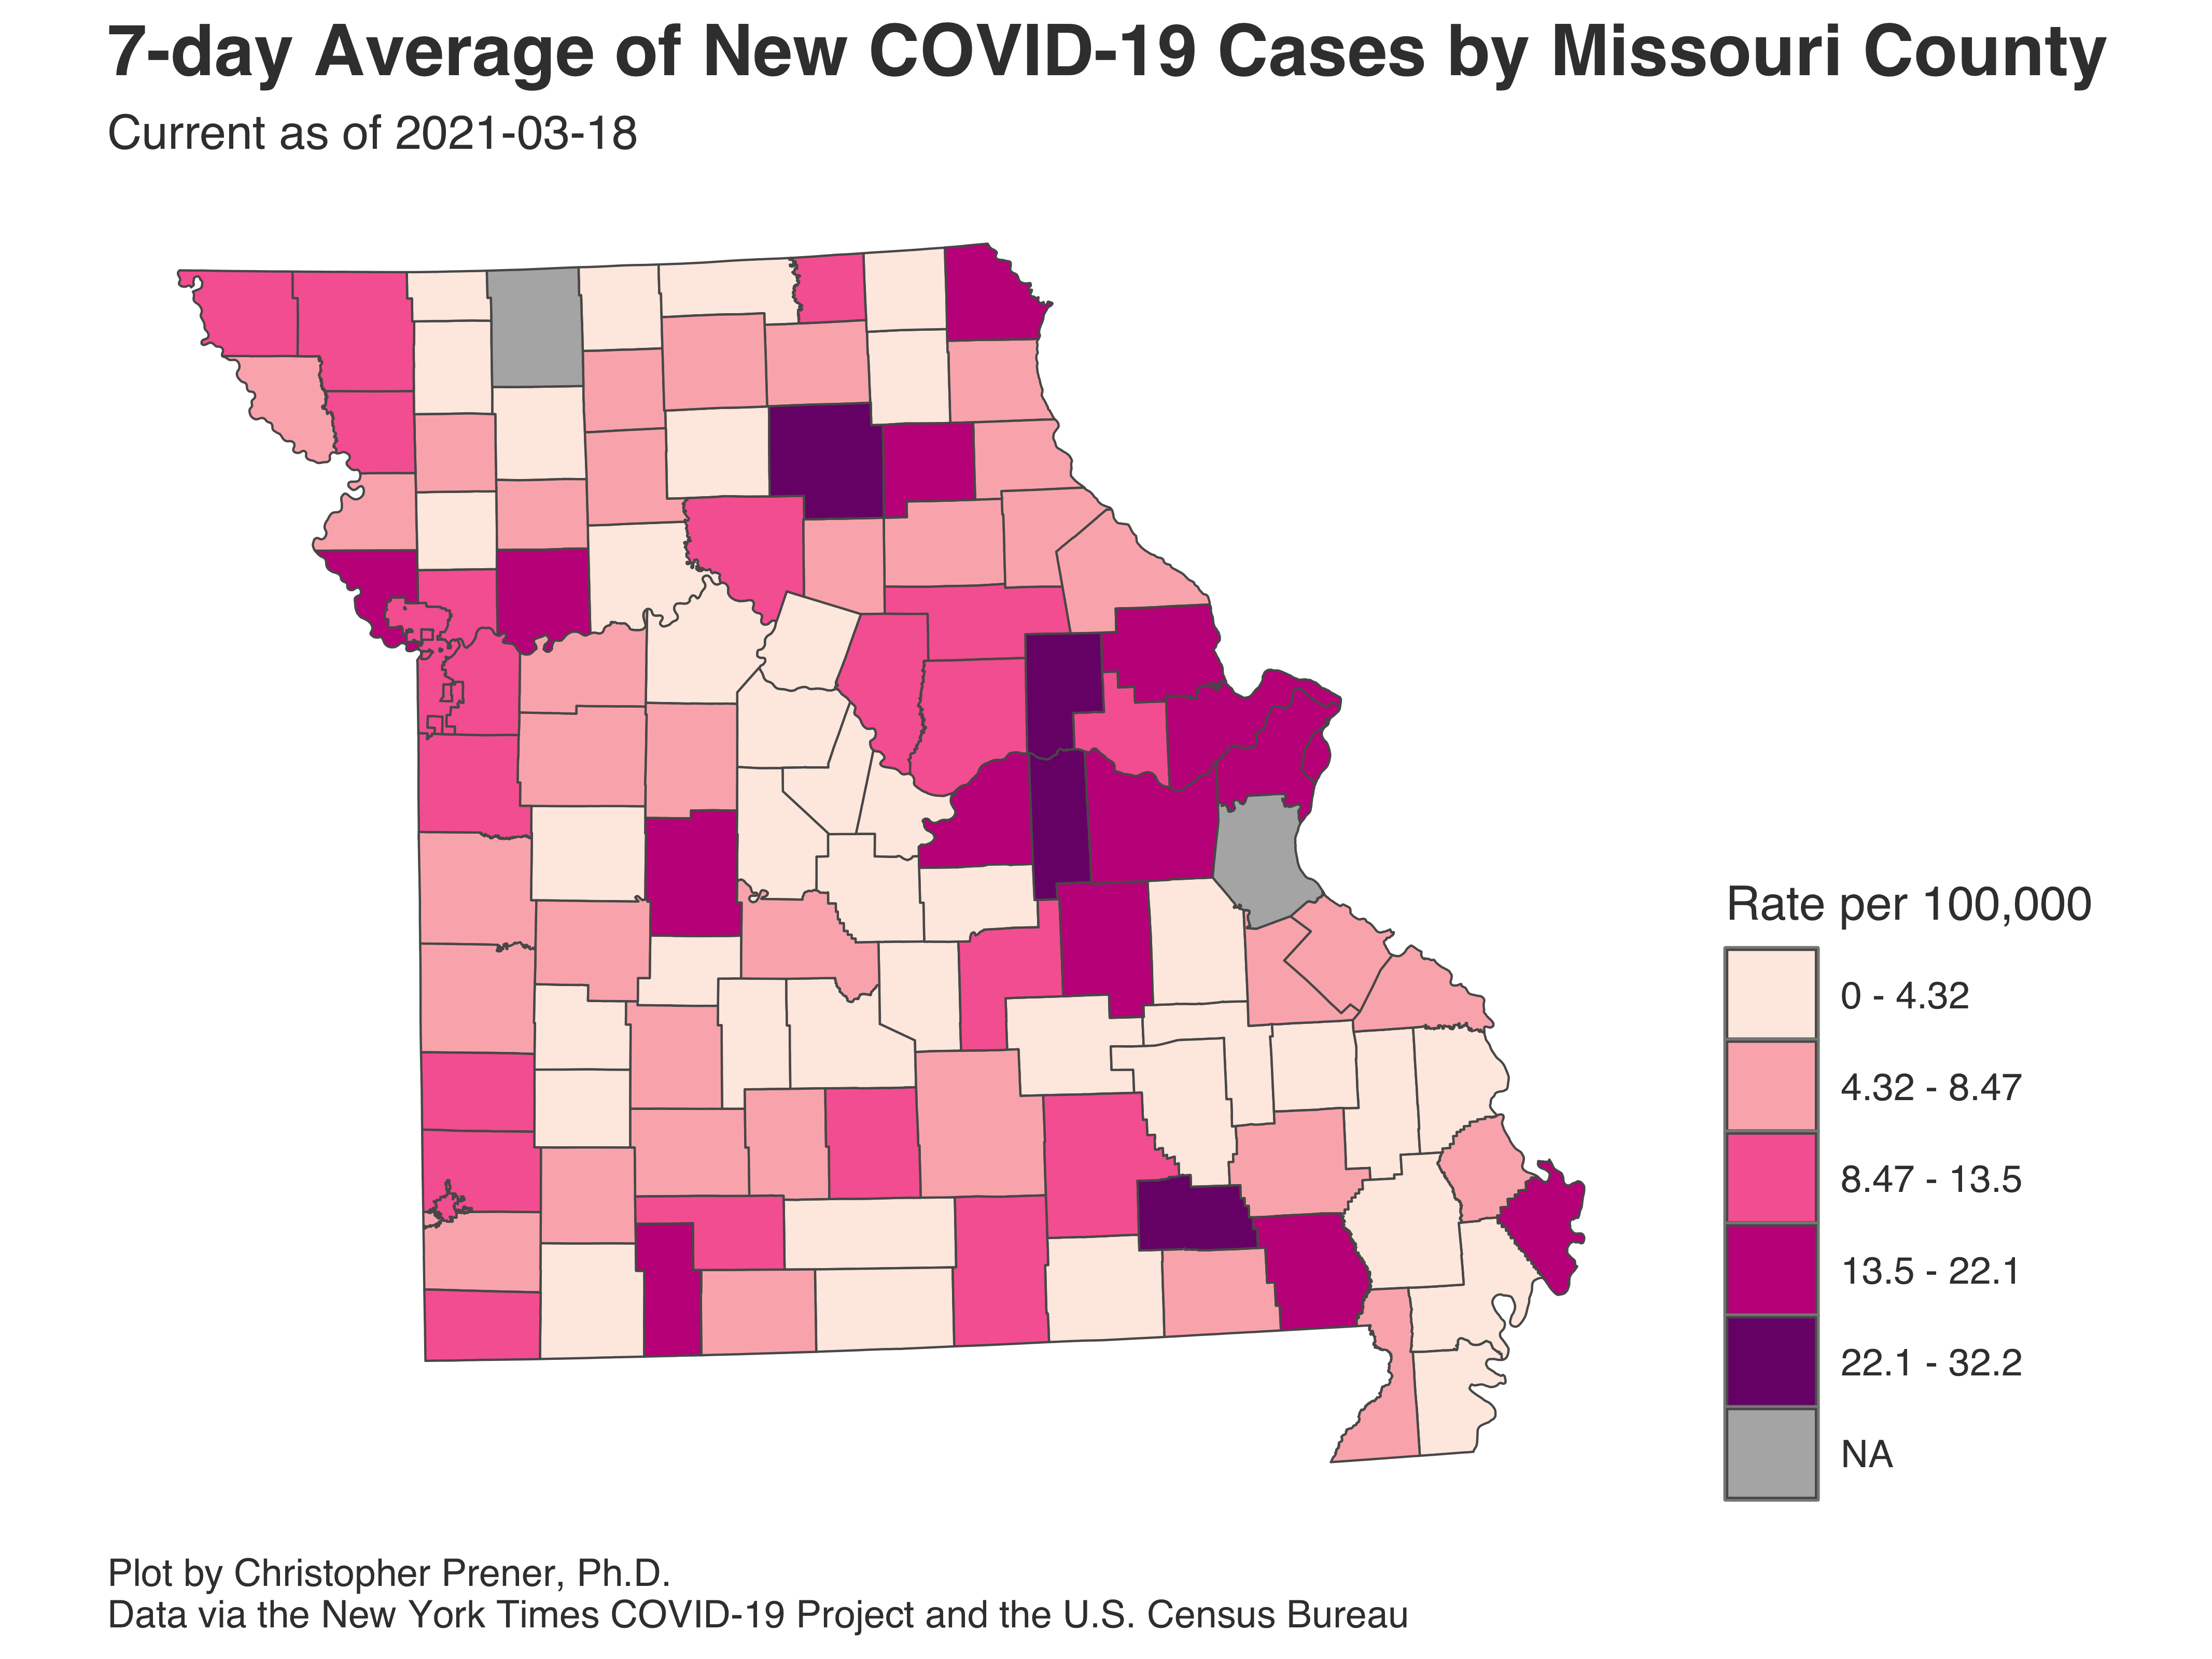 7-day Average of New COVID-19 Cases by Missouri County
Current as of 2021-03-18
Rate per 100,000
0 - 4.32
4.32 - 8.47
8.47 - 13.5
13.5 - 22.1
22.1 - 32.2
NA
Plot by Christopher Prener, Ph.D.
Data via the New York Times COVID-19 Project and the U.S. Census Bureau